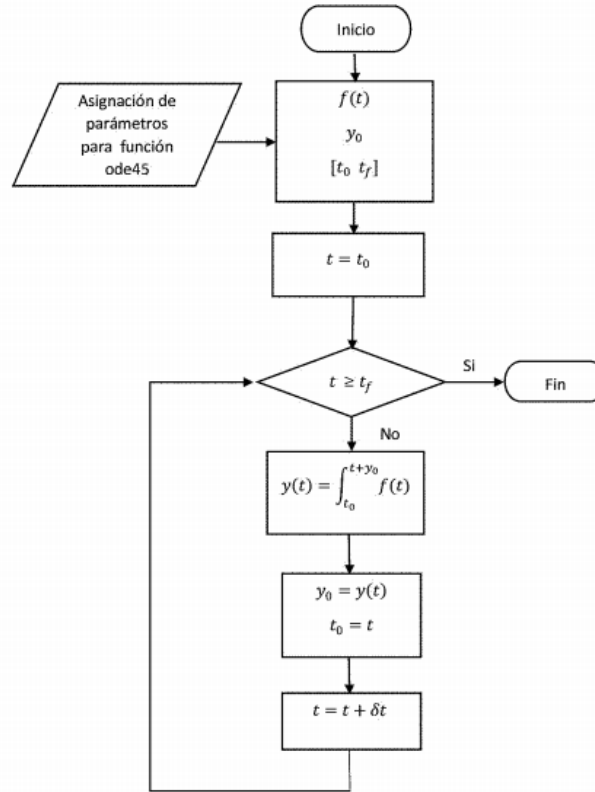 Inicio
Asignación de
parámetros
para función
ode45
f(t)
y₀
[t₀ t_f]
t = t₀
t ≥ t_f
Si
Fin
No
y(t) = ∫_{t₀}^{t+y₀} f(t)
y₀ = y(t)
t₀ = t
t = t + δt